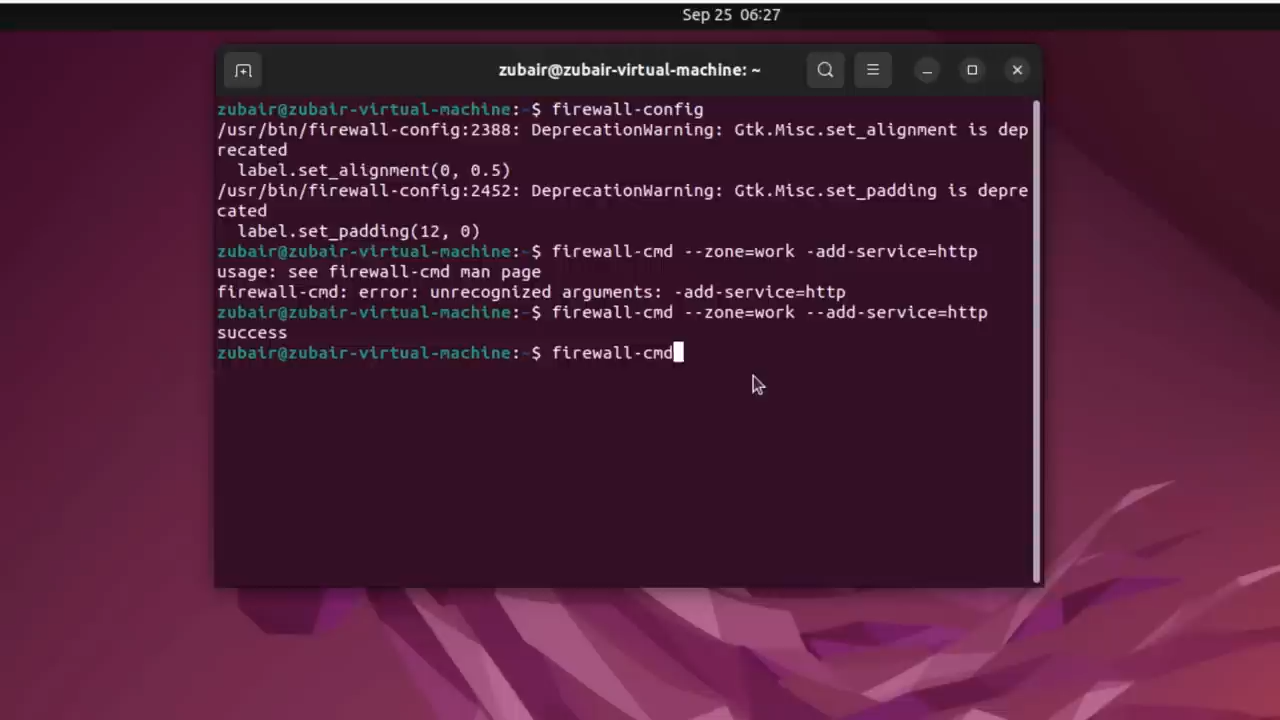 Sep 25 06:27
zubair@zubair-virtual-machine: ~
zubair@zubair-virtual-machine:~$ firewall-config
/usr/bin/firewall-config:2388: DeprecationWarning: Gtk.Misc.set_alignment is dep
recated
  label.set_alignment(0, 0.5)
/usr/bin/firewall-config:2452: DeprecationWarning: Gtk.Misc.set_padding is depre
cated
  label.set_padding(12, 0)
zubair@zubair-virtual-machine:~$ firewall-cmd --zone=work -add-service=http
usage: see firewall-cmd man page
firewall-cmd: error: unrecognized arguments: -add-service=http
zubair@zubair-virtual-machine:~$ firewall-cmd --zone=work --add-service=http
success
zubair@zubair-virtual-machine:~$ firewall-cmd